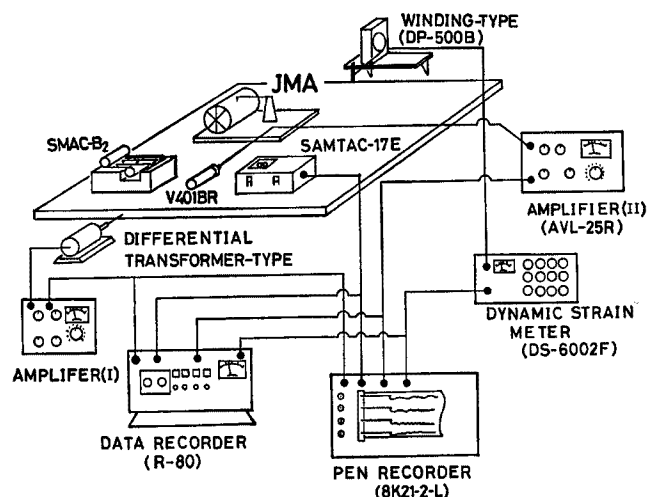 WINDING-TYPE
(DP-500B)
JMA
SMAC-B2
SAMTAC-17E
V401BR
AMPLIFIER(II)
(AVL-25R)
DIFFERENTIAL
TRANSFORMER-TYPE
DYNAMIC STRAIN
METER
(DS-6002F)
AMPLIFER(I)
DATA RECORDER
(R-80)
PEN RECORDER
(8K21-2-L)